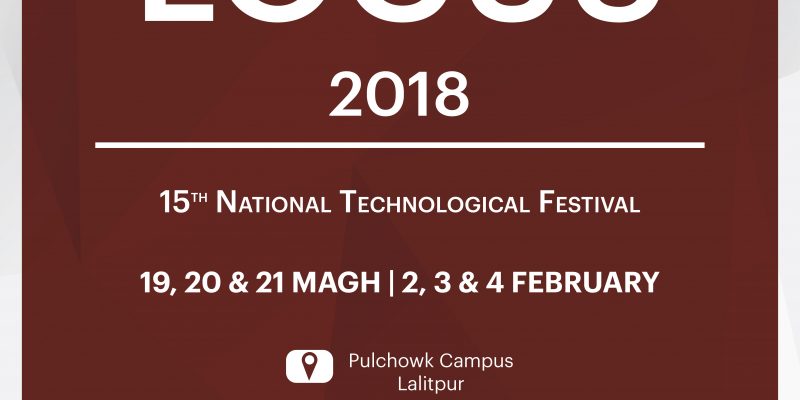 2018
15TH NATIONAL TECHNOLOGICAL FESTIVAL
19, 20 & 21 MAGH | 2, 3 & 4 FEBRUARY
Pulchowk Campus
Lalitpur